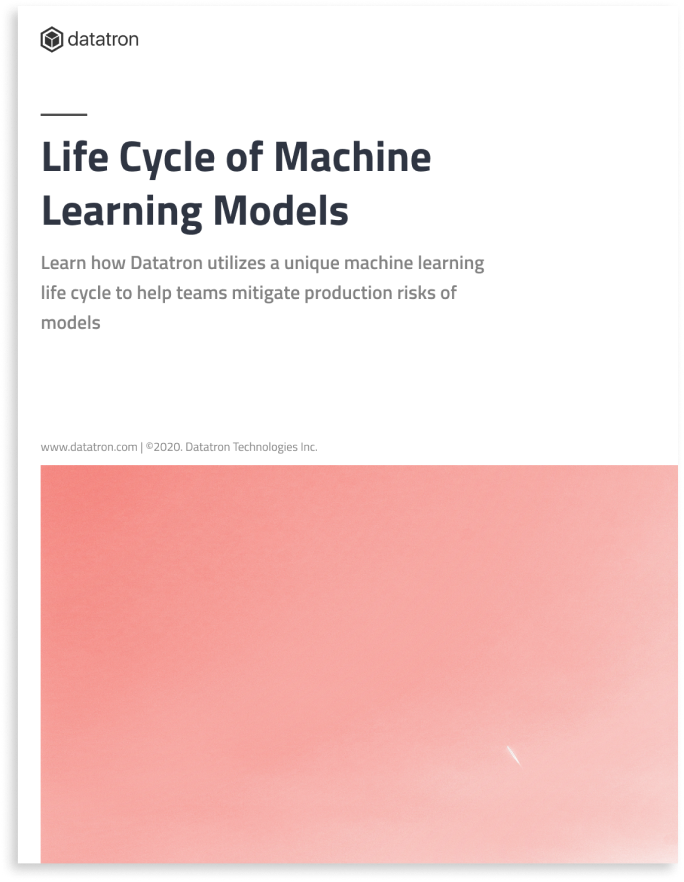 datatron
Life Cycle of Machine
Learning Models
Learn how Datatron utilizes a unique machine learning
life cycle to help teams mitigate production risks of
models
www.datatron.com | ©2020. Datatron Technologies Inc.